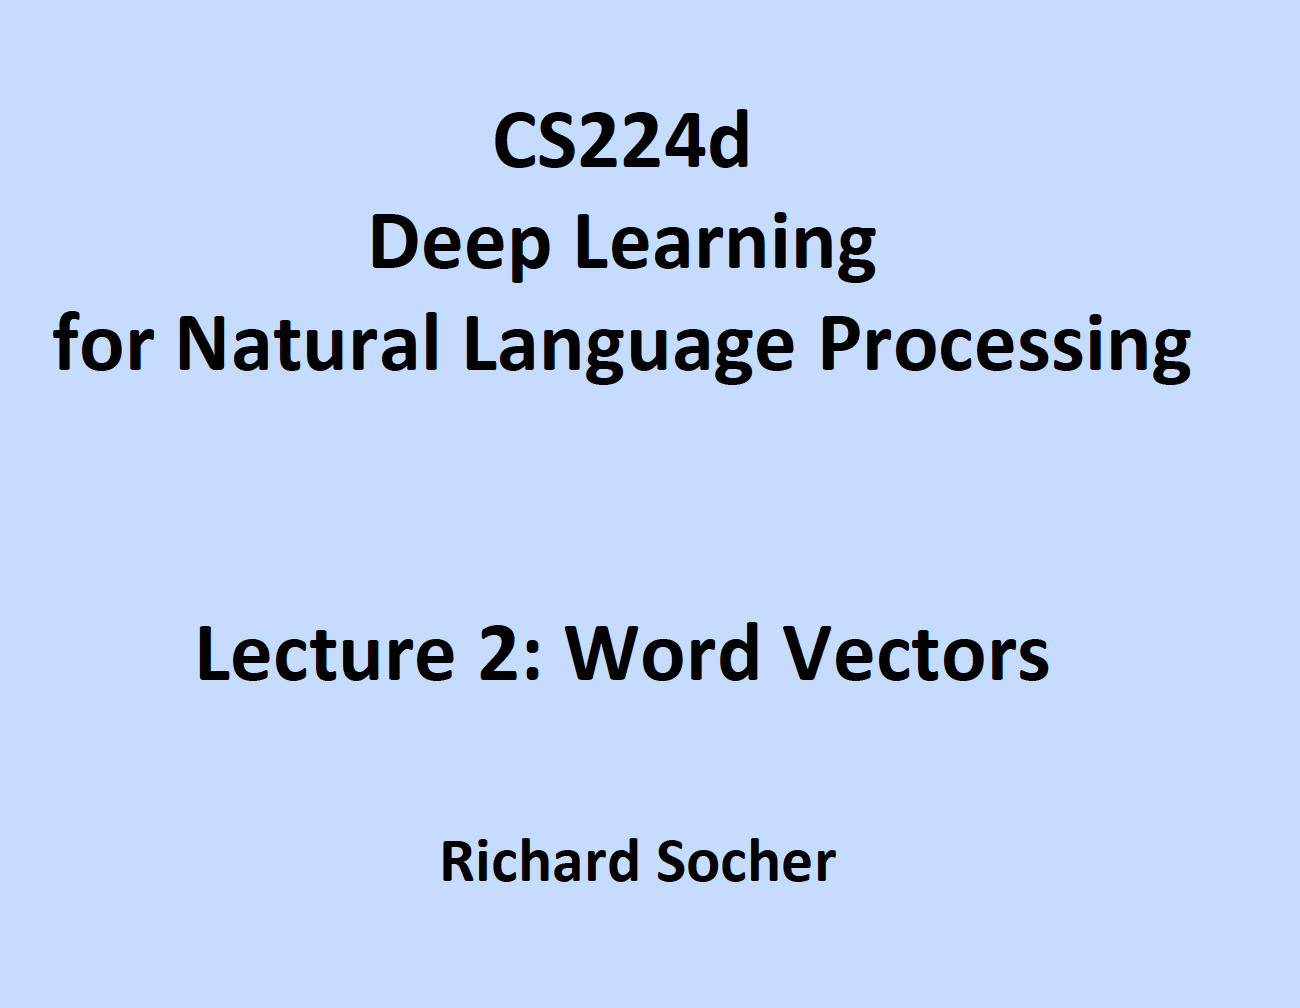 CS224d
Deep Learning
for Natural Language Processing
Lecture 2: Word Vectors
Richard Socher